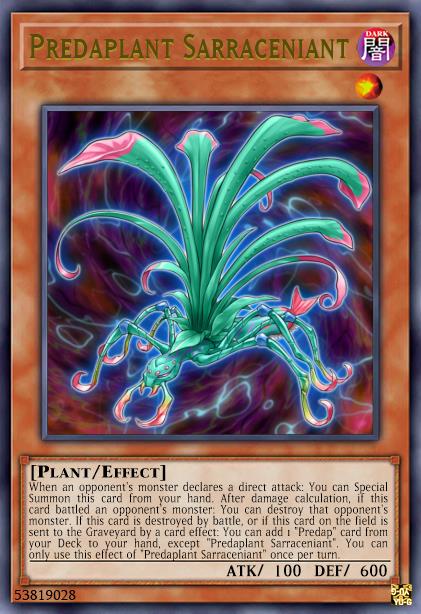 PREDAPLANT SARRACENIANT
DARK
闇
[PLANT/EFFECT]
When an opponent's monster declares a direct attack: You can Special
Summon this card from your hand. After damage calculation, if this
card battled an opponent's monster: You can destroy that opponent's
monster. If this card is destroyed by battle, or if this card on the field is
sent to the Graveyard by a card effect: You can add 1 "Predap" card from
your Deck to your hand, except "Predaplant Sarraceniant". You can
only use this effect of "Predaplant Sarraceniant" once per turn.
ATK/ 100 DEF/ 600
53819028